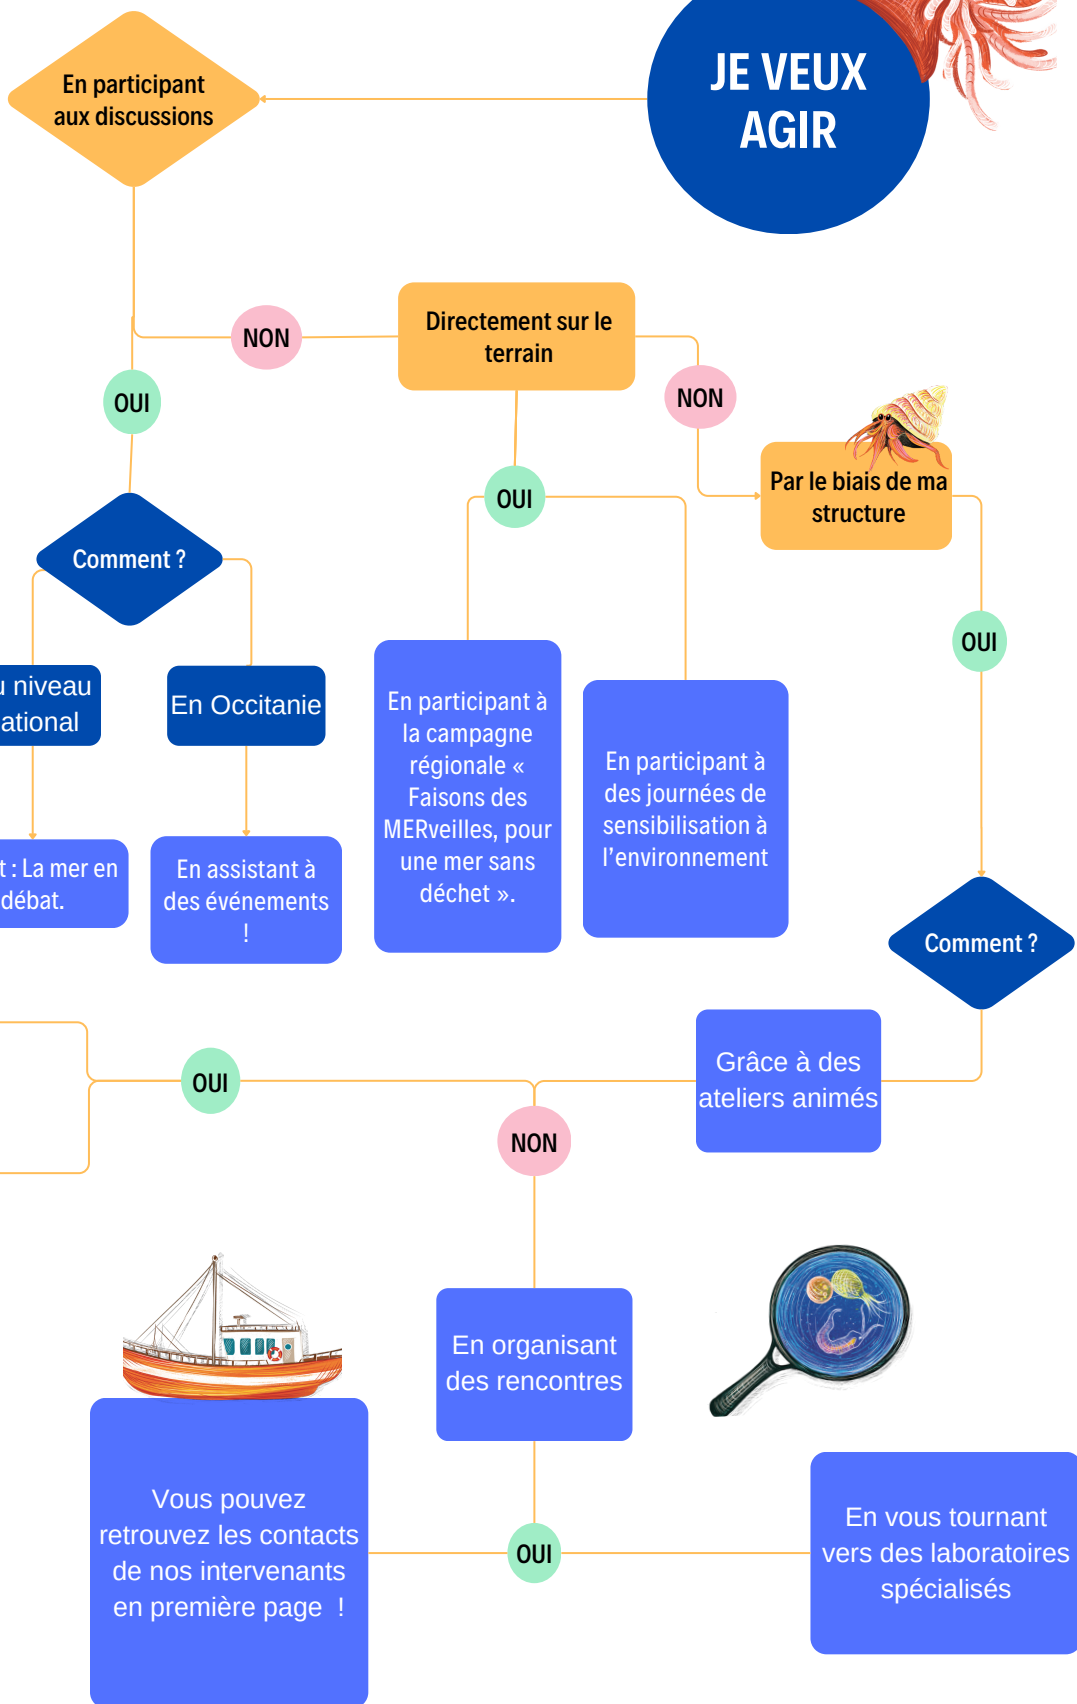 JE VEUX
AGIR
En participant
aux discussions
NON
Directement sur le
terrain
OUI
NON
Par le biais de ma
structure
OUI
Comment ?
OUI
niveau
En Occitanie
En participant à
la campagne
régionale «
Faisons des
MERveilles, pour
une mer sans
déchet ».
En participant à
des journées de
sensibilisation à
l’environnement
: La mer en
débat.
En assistant à
des événements
!
Comment ?
Grâce à des
ateliers animés
OUI
NON
En organisant
des rencontres
Vous pouvez
retrouvez les contacts
de nos intervenants
en première page !
OUI
En vous tournant
vers des laboratoires
spécialisés